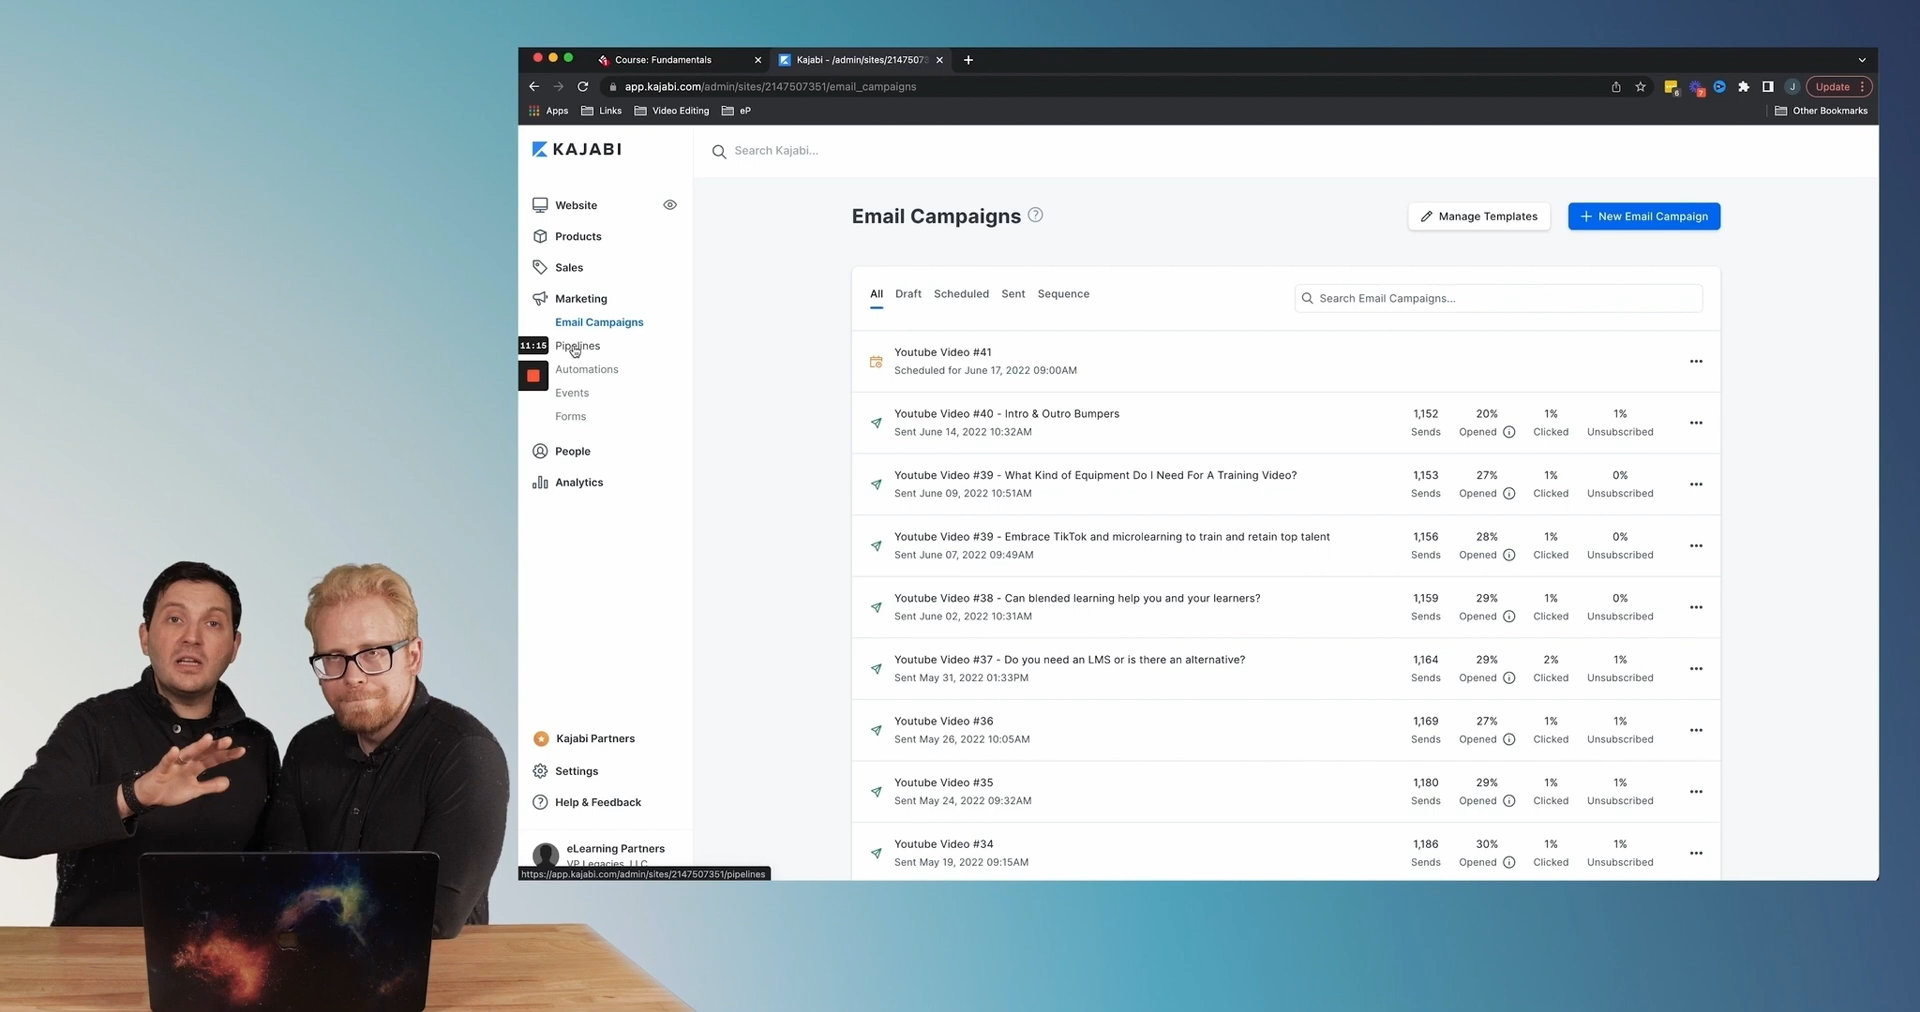 Course: Fundamentals
Kajabi - /admin/sites/2147507
app.kajabi.com/admin/sites/2147507351/email_campaigns
6
7
J
Update
Apps
Links
Video Editing
eP
Other Bookmarks
KAJABI
Search Kajabi...
Website
Products
Sales
Marketing
Email Campaigns
11:15
Pipelines
Automations
Events
Forms
People
Analytics
Kajabi Partners
Settings
Help & Feedback
eLearning Partners
VP Legacies, LLC
https://app.kajabi.com/admin/sites/2147507351/pipelines
Email Campaigns
Manage Templates
+ New Email Campaign
All Draft Scheduled Sent Sequence
Search Email Campaigns...
Youtube Video #41
Scheduled for June 17, 2022 09:00AM
Youtube Video #40 - Intro & Outro Bumpers 1,152 20% 1% 1%
Sent June 14, 2022 10:32AM Sends Opened Clicked Unsubscribed
Youtube Video #39 - What Kind of Equipment Do I Need For A Training Video? 1,153 27% 1% 0%
Sent June 09, 2022 10:51AM Sends Opened Clicked Unsubscribed
Youtube Video #39 - Embrace TikTok and microlearning to train and retain top talent 1,156 28% 1% 0%
Sent June 07, 2022 09:49AM Sends Opened Clicked Unsubscribed
Youtube Video #38 - Can blended learning help you and your learners? 1,159 29% 1% 0%
Sent June 02, 2022 10:31AM Sends Opened Clicked Unsubscribed
Youtube Video #37 - Do you need an LMS or is there an alternative? 1,164 29% 2% 1%
Sent May 31, 2022 01:33PM Sends Opened Clicked Unsubscribed
Youtube Video #36 1,169 27% 1% 1%
Sent May 26, 2022 10:05AM Sends Opened Clicked Unsubscribed
Youtube Video #35 1,180 29% 1% 1%
Sent May 24, 2022 09:32AM Sends Opened Clicked Unsubscribed
Youtube Video #34 1,186 30% 1% 1%
Sent May 19, 2022 09:15AM Sends Opened Clicked Unsubscribed